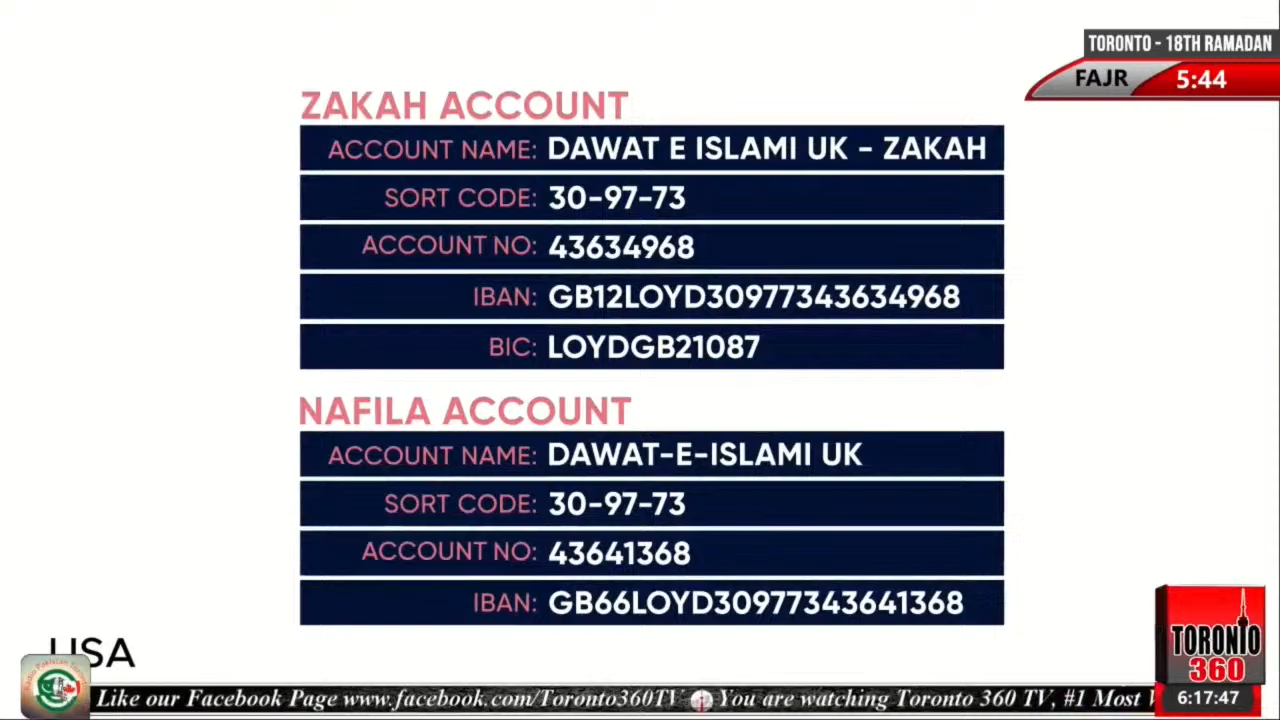 TORONTO - 18TH RAMADAN
FAJR 5:44
ZAKAH ACCOUNT
ACCOUNT NAME: DAWAT E ISLAMI UK - ZAKAH
SORT CODE: 30-97-73
ACCOUNT NO: 43634968
IBAN: GB12LOYD30977343634968
BIC: LOYDGB21087
NAFILA ACCOUNT
ACCOUNT NAME: DAWAT-E-ISLAMI UK
SORT CODE: 30-97-73
ACCOUNT NO: 43641368
IBAN: GB66LOYD30977343641368
USA
TORONTO
360
6:17:47
Like our Facebook Page www.facebook.com/Toronto360TV You are watching Toronto 360 TV, #1 Most